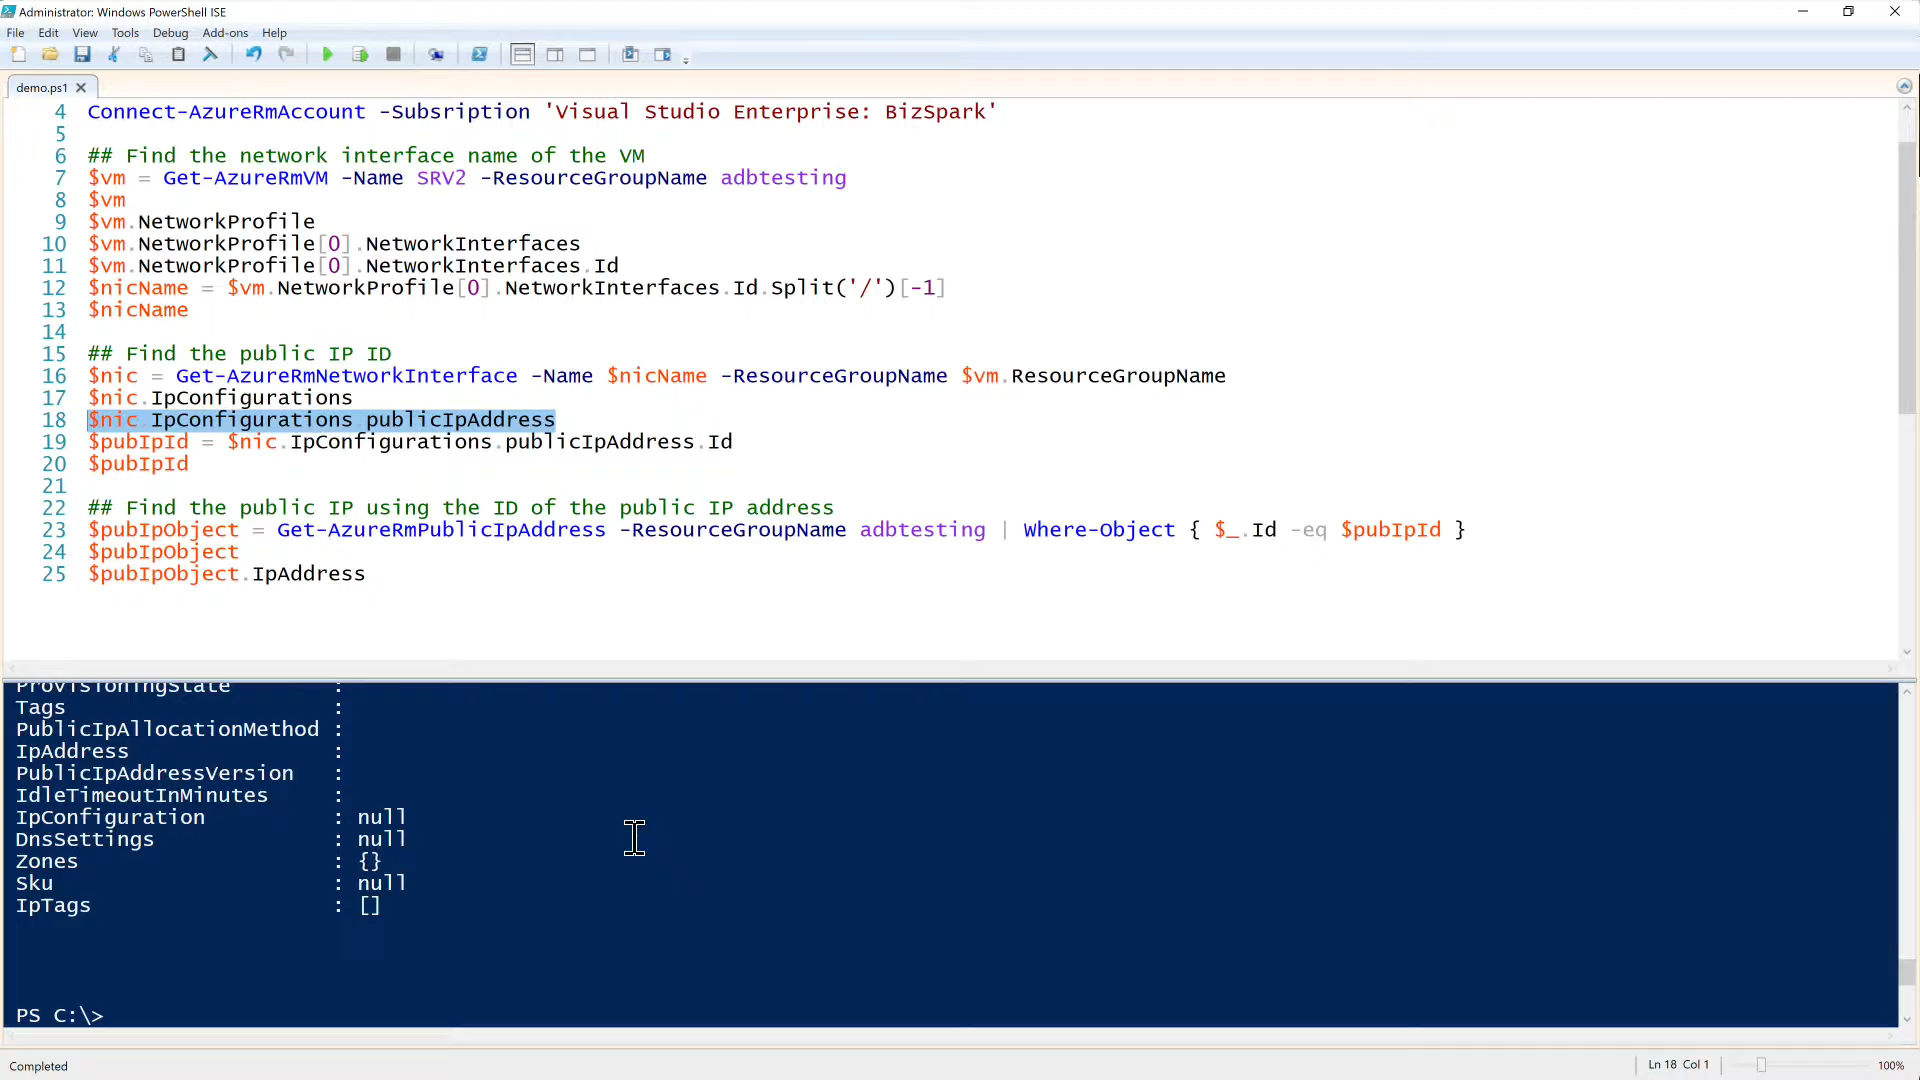 Administrator: Windows PowerShell ISE
File Edit View Tools Debug Add-ons Help
demo.ps1
4 Connect-AzureRmAccount -Subsription 'Visual Studio Enterprise: BizSpark'
5
6 ## Find the network interface name of the VM
7 $vm = Get-AzureRmVM -Name SRV2 -ResourceGroupName adbtesting
8 $vm
9 $vm.NetworkProfile
10 $vm.NetworkProfile[0].NetworkInterfaces
11 $vm.NetworkProfile[0].NetworkInterfaces.Id
12 $nicName = $vm.NetworkProfile[0].NetworkInterfaces.Id.Split('/')[-1]
13 $nicName
14
15 ## Find the public IP ID
16 $nic = Get-AzureRmNetworkInterface -Name $nicName -ResourceGroupName $vm.ResourceGroupName
17 $nic.IpConfigurations
18 $nic.IpConfigurations.publicIpAddress
19 $pubIpId = $nic.IpConfigurations.publicIpAddress.Id
20 $pubIpId
21
22 ## Find the public IP using the ID of the public IP address
23 $pubIpObject = Get-AzureRmPublicIpAddress -ResourceGroupName adbtesting | Where-Object { $_.Id -eq $pubIpId }
24 $pubIpObject
25 $pubIpObject.IpAddress
ProvisioningState :
Tags :
PublicIpAllocationMethod :
IpAddress :
PublicIpAddressVersion :
IdleTimeoutInMinutes :
IpConfiguration : null
DnsSettings : null
Zones : {}
Sku : null
IpTags : []
PS C:\>
Completed
Ln 18 Col 1
100%